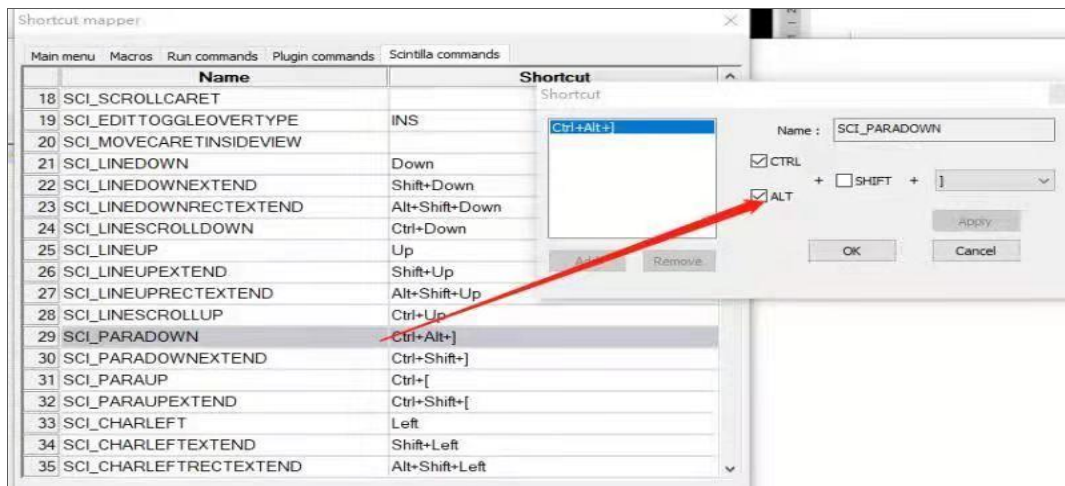 Shortcut mapper
Main menu Macros Run commands Plugin commands Scintilla commands
Name Shortcut
18 SCI_SCROLLCARET
19 SCI_EDITTOGGLEOVERTYPE INS
20 SCI_MOVECARETINSIDEVIEW
21 SCI_LINEDOWN Down
22 SCI_LINEDOWNEXTEND Shift+Down
23 SCI_LINEDOWNRECTEXTEND Alt+Shift+Down
24 SCI_LINESCROLLDOWN Ctrl+Down
25 SCI_LINEUP Up
26 SCI_LINEUPEXTEND Shift+Up
27 SCI_LINEUPRECTEXTEND Alt+Shift+Up
28 SCI_LINESCROLLUP Ctrl+Up
29 SCI_PARADOWN Ctrl+Alt+]
30 SCI_PARADOWNEXTEND Ctrl+Shift+]
31 SCI_PARAUP Ctrl+[
32 SCI_PARAUPEXTEND Ctrl+Shift+[
33 SCI_CHARLEFT Left
34 SCI_CHARLEFTEXTEND Shift+Left
35 SCI_CHARLEFTRECTEXTEND Alt+Shift+Left
Shortcut
Ctrl+Alt+]
Name : SCI_PARADOWN
CTRL
+ SHIFT + ]
ALT
Apply
OK Cancel
Add Remove